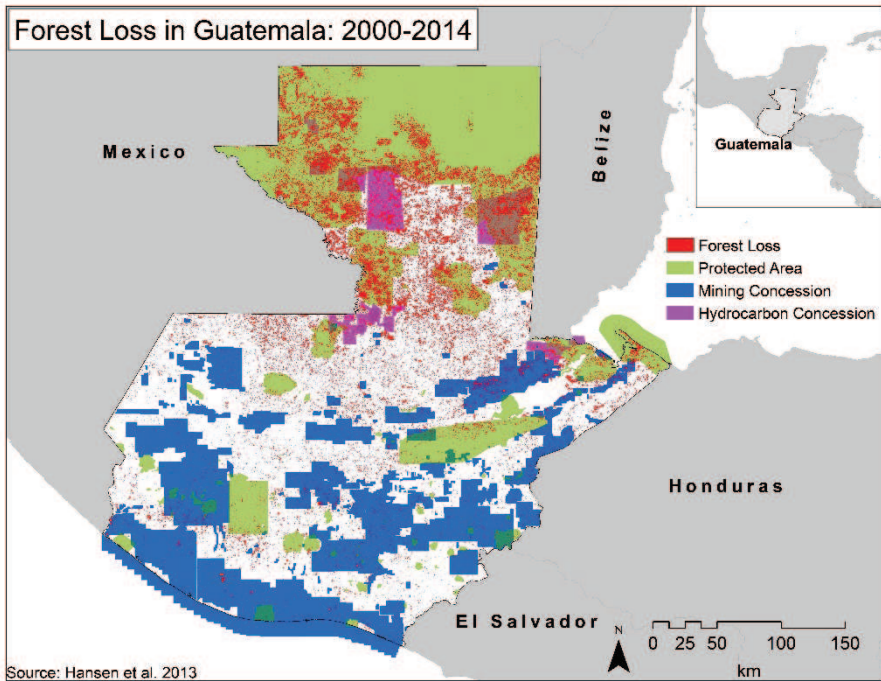 Forest Loss in Guatemala: 2000-2014
Mexico
Belize
Guatemala
Forest Loss
Protected Area
Mining Concession
Hydrocarbon Concession
Honduras
El Salvador
N
0 25 50 100 150
km
Source: Hansen et al. 2013